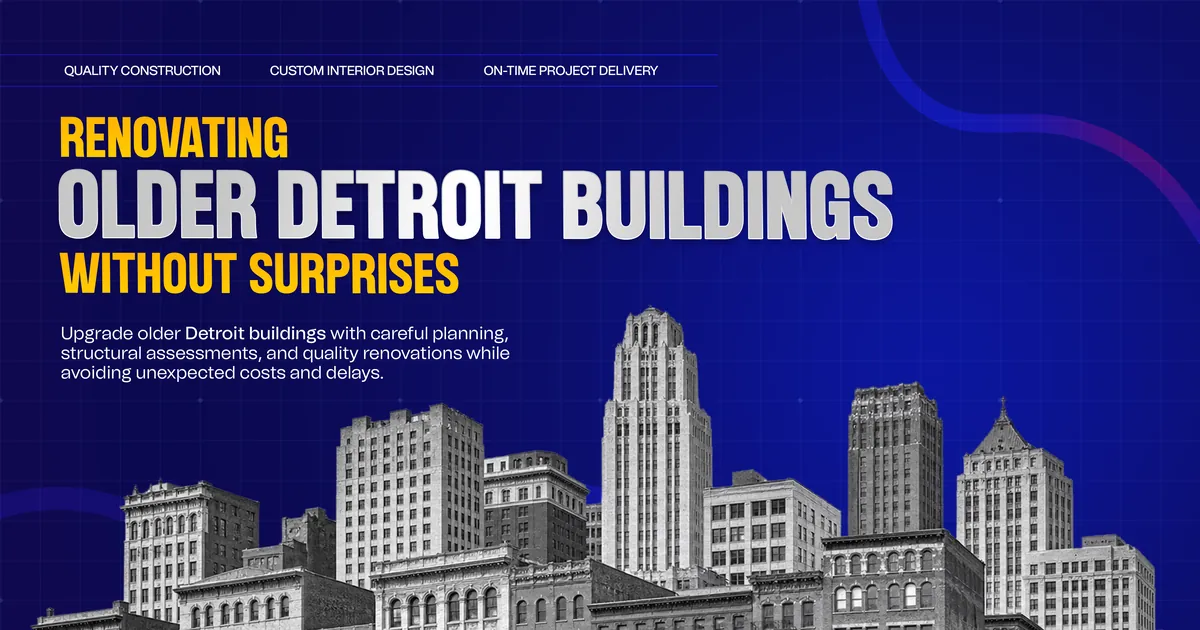 QUALITY CONSTRUCTION CUSTOM INTERIOR DESIGN ON-TIME PROJECT DELIVERY
RENOVATING
OLDER DETROIT BUILDINGS
WITHOUT SURPRISES
Upgrade older Detroit buildings with careful planning,
structural assessments, and quality renovations while
avoiding unexpected costs and delays.